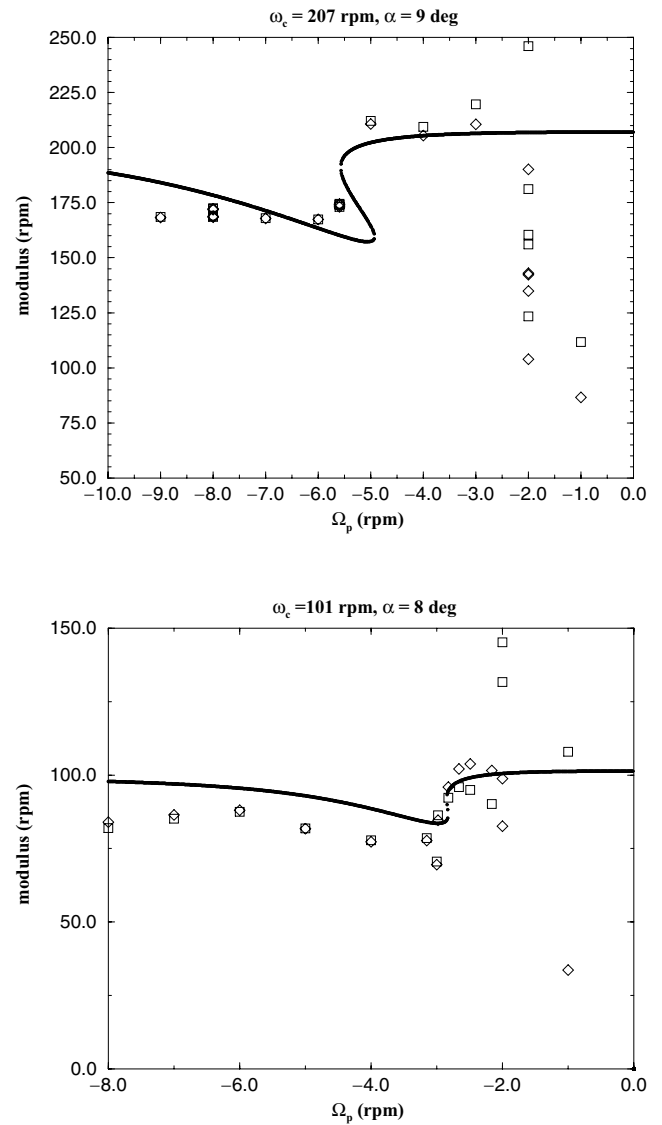 ω_c = 207 rpm, α = 9 deg
250.0
225.0
200.0
175.0
150.0
125.0
100.0
75.0
50.0
modulus (rpm)
−10.0 −9.0 −8.0 −7.0 −6.0 −5.0 −4.0 −3.0 −2.0 −1.0 0.0
Ω_p (rpm)
ω_c =101 rpm, α = 8 deg
150.0
100.0
50.0
0.0
modulus (rpm)
−8.0 −6.0 −4.0 −2.0 0.0
Ω_p (rpm)